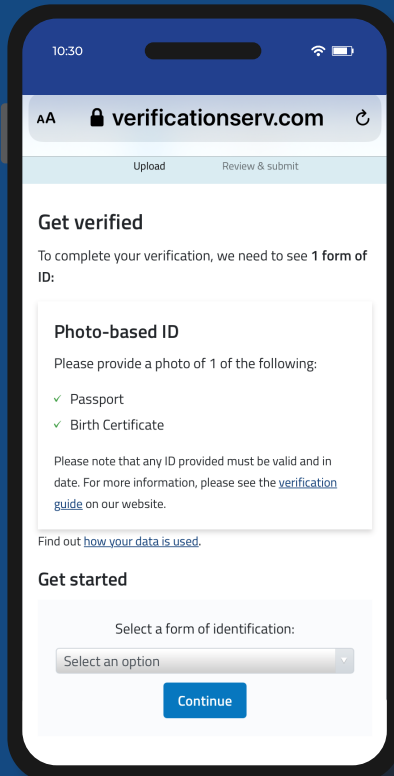 10:30
AA verificationserv.com
Upload Review & submit
Get verified
To complete your verification, we need to see 1 form of
ID:
Photo-based ID
Please provide a photo of 1 of the following:
Passport
Birth Certificate
Please note that any ID provided must be valid and in
date. For more information, please see the verification
guide on our website.
Find out how your data is used.
Get started
Select a form of identification:
Select an option
Continue